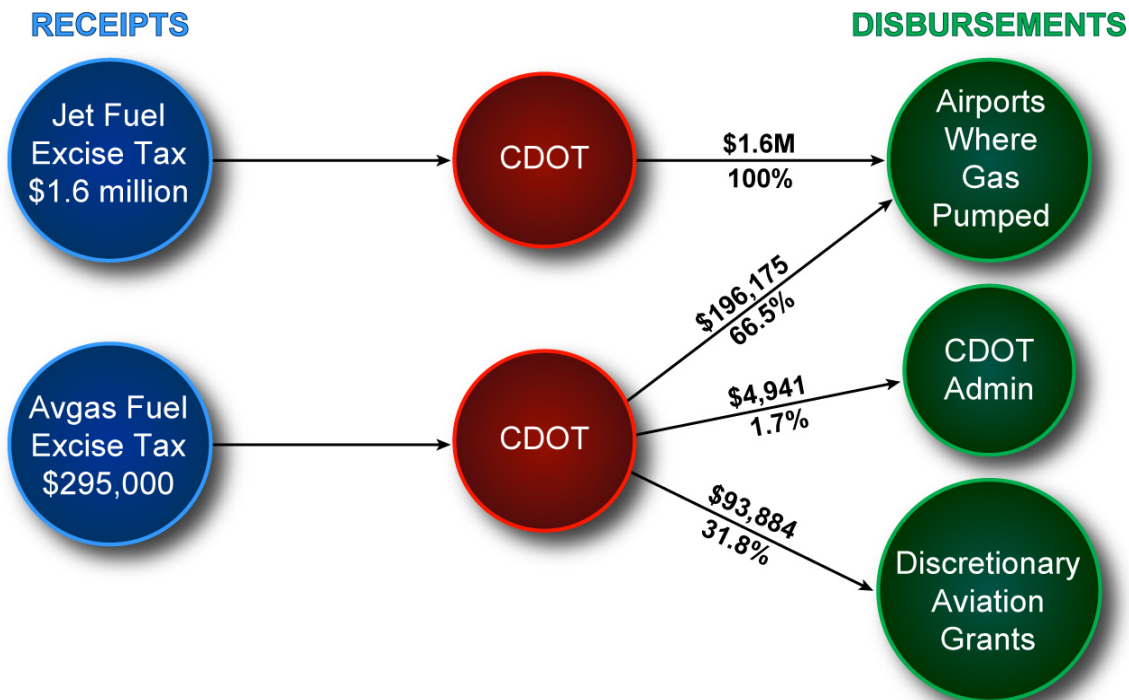 RECEIPTS
DISBURSEMENTS
Jet Fuel
Excise Tax
$1.6 million
CDOT
$1.6M
100%
Airports
Where
Gas
Pumped
$196,175
66.5%
Avgas Fuel
Excise Tax
$295,000
CDOT
$4,941
1.7%
CDOT
Admin
$93,884
31.8%
Discretionary
Aviation
Grants